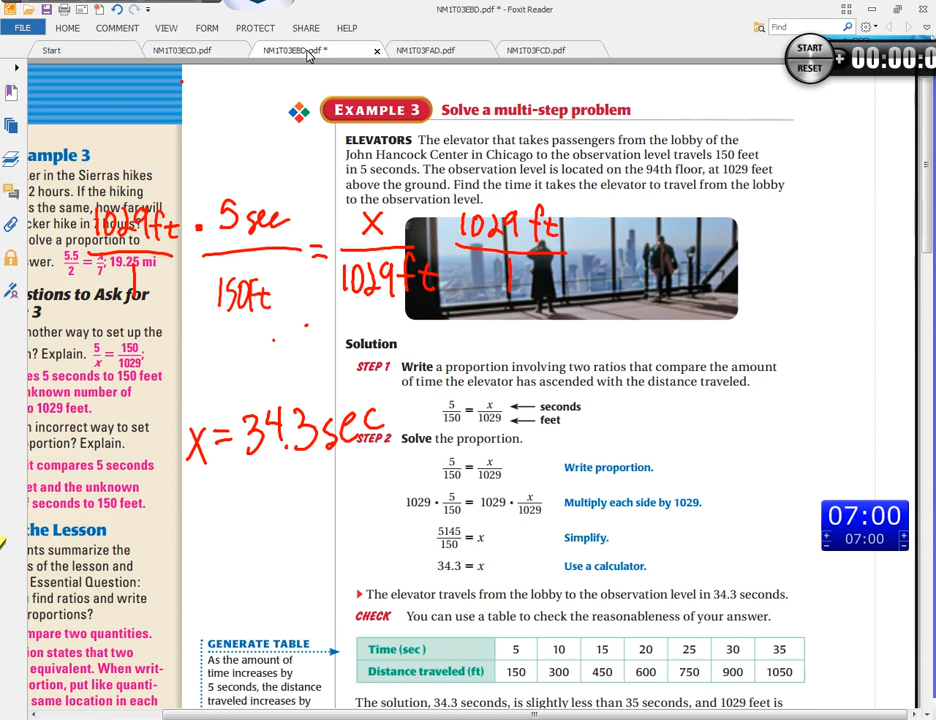 NM1T03EBD.pdf * - Foxit Reader
FILE HOME COMMENT VIEW FORM PROTECT SHARE HELP
Find
Start NM1T03ECD.pdf NM1T03EBD.pdf * NM1T03FAD.pdf NM1T03FCD.pdf
START
RESET
00:00:0
EXAMPLE 3 Solve a multi-step problem
ELEVATORS The elevator that takes passengers from the lobby of the
John Hancock Center in Chicago to the observation level travels 150 feet
in 5 seconds. The observation level is located on the 94th floor, at 1029 feet
above the ground. Find the time it takes the elevator to travel from the lobby
to the observation level.
1029 ft · 5 sec = x 1029 ft
1 150 ft 1029 ft 1
x = 34.3 sec
Solution
STEP 1 Write a proportion involving two ratios that compare the amount
of time the elevator has ascended with the distance traveled.
5/150 = x/1029
seconds
feet
STEP 2 Solve the proportion.
5/150 = x/1029 Write proportion.
1029 · 5/150 = 1029 · x/1029 Multiply each side by 1029.
5145/150 = x Simplify.
34.3 = x Use a calculator.
The elevator travels from the lobby to the observation level in 34.3 seconds.
CHECK You can use a table to check the reasonableness of your answer.
Time (sec) 5 10 15 20 25 30 35
Distance traveled (ft) 150 300 450 600 750 900 1050
The solution, 34.3 seconds, is slightly less than 35 seconds, and 1029 feet is
GENERATE TABLE
As the amount of
time increases by
5 seconds, the distance
traveled increases by
07:00
07:00
ample 3
er in the Sierras hikes
2 hours. If the hiking
s the same, how far will
cker hike in 7 hours?
olve a proportion to
wer. 5.5/2 = x/7; 19.25 mi
stions to Ask for
3
nother way to set up the
n? Explain. 5/x = 150/1029;
es 5 seconds to 150 feet
nknown number of
o 1029 feet.
n incorrect way to set
portion? Explain.
it compares 5 seconds
eet and the unknown
f seconds to 150 feet.
the Lesson
nts summarize the
s of the lesson and
Essential Question:
find ratios and write
roportions?
mpare two quantities.
ion states that two
equivalent. When writ-
ortion, put like quanti-
same location in each